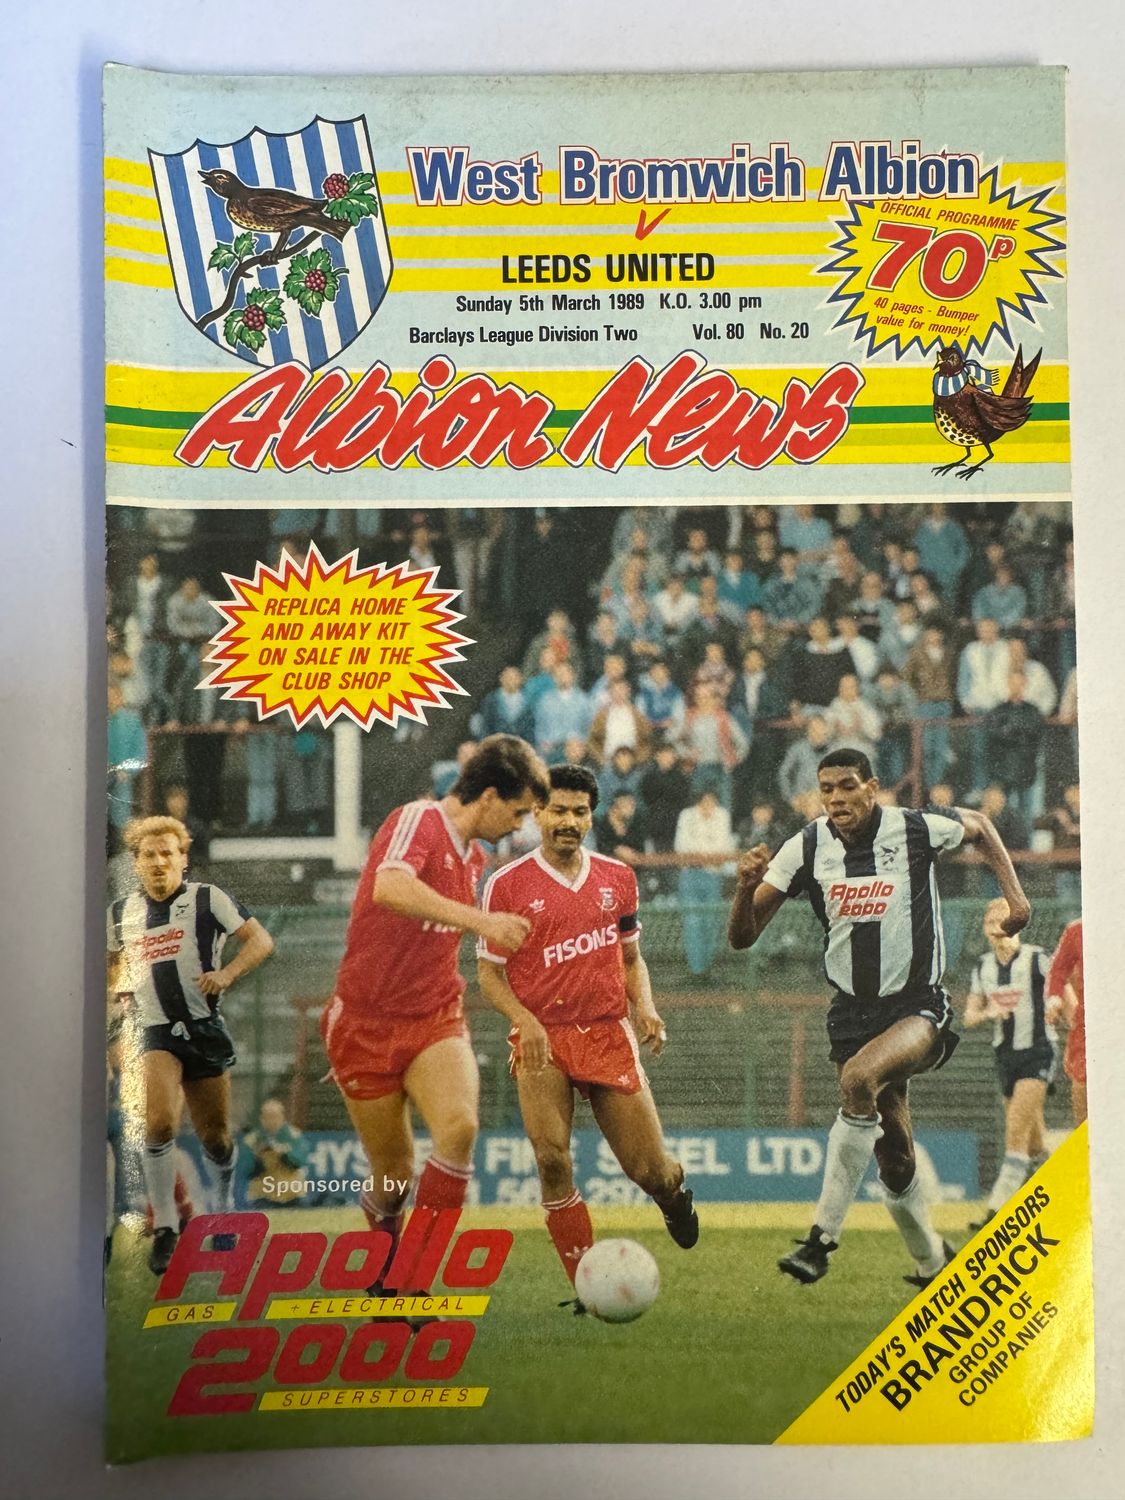 West Bromwich Albion
v
LEEDS UNITED
Sunday 5th March 1989 K.O. 3.00 pm
Barclays League Division Two Vol. 80 No. 20
OFFICIAL PROGRAMME
70p
40 pages - Bumper
value for money!
Albion News
REPLICA HOME
AND AWAY KIT
ON SALE IN THE
CLUB SHOP
Apollo
2000
FISONS
Apollo
2000
LTD
Sponsored by
Apollo
GAS + ELECTRICAL
2000
SUPERSTORES
TODAY'S MATCH SPONSORS
BRANDRICK
GROUP OF
COMPANIES